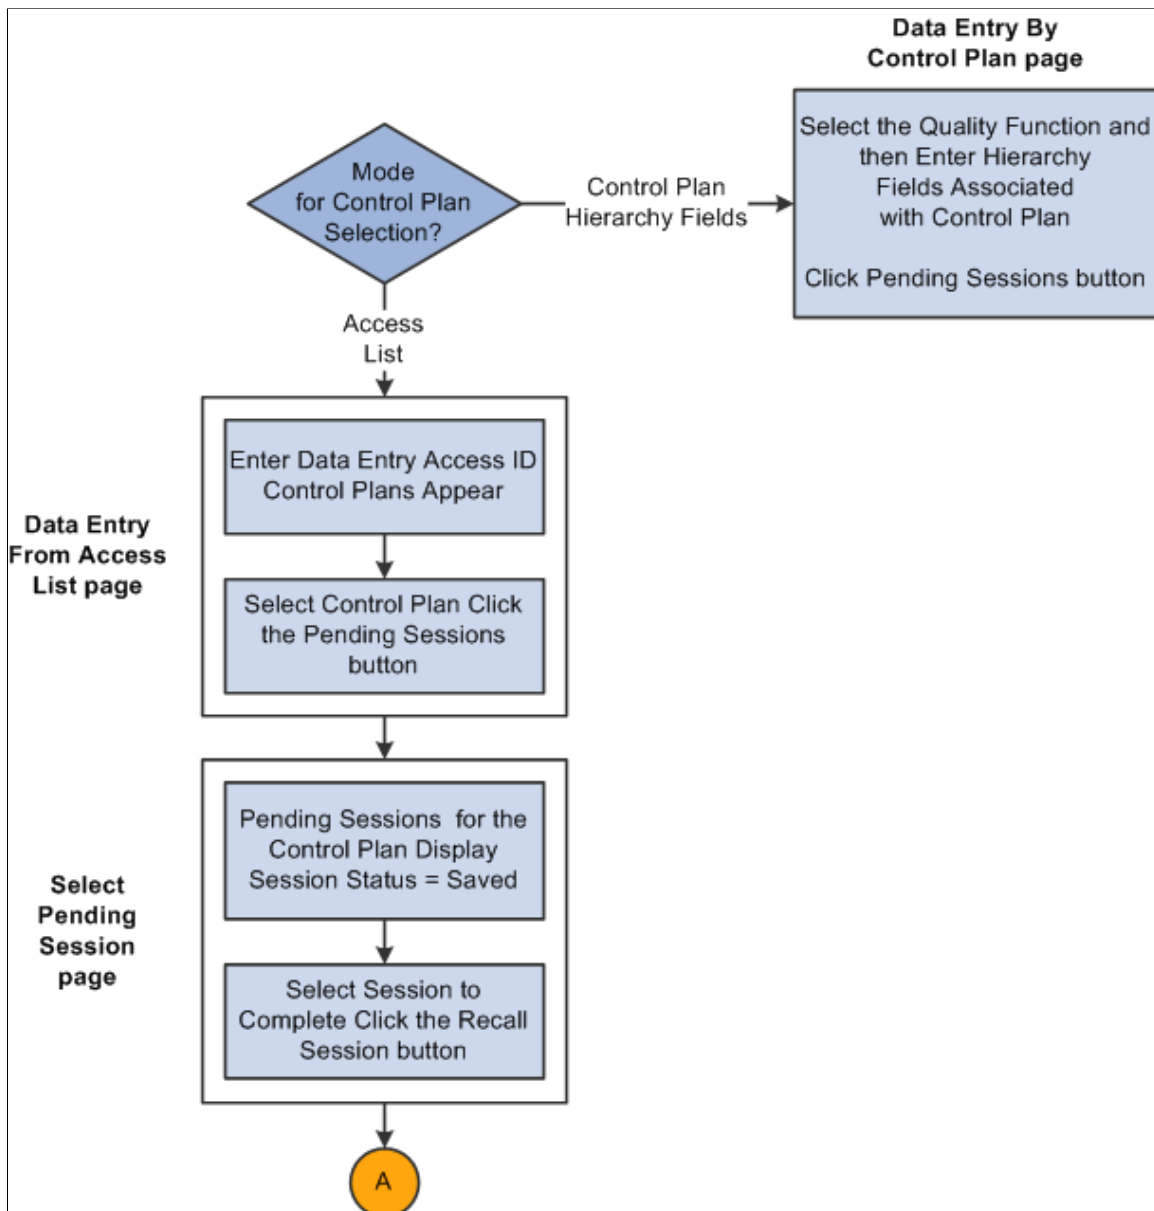 Data Entry By
Control Plan page
Mode
for Control Plan
Selection?
Control Plan
Hierarchy Fields
Select the Quality Function and
then Enter Hierarchy
Fields Associated
with Control Plan
Click Pending Sessions button
Access
List
Data Entry
From Access
List page
Enter Data Entry Access ID
Control Plans Appear
Select Control Plan Click
the Pending Sessions
button
Select
Pending
Session
page
Pending Sessions for the
Control Plan Display
Session Status = Saved
Select Session to
Complete Click the Recall
Session button
A